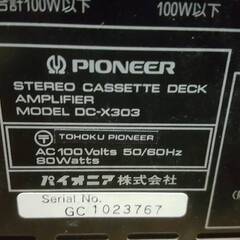 合計100W以下
100W以下
PIONEER
STEREO CASSETTE DECK
AMPLIFIER
MODEL DC-X303
TOHOKU PIONEER
AC 100 Volts 50/60Hz
80Watts
パイオニア株式会社
Serial No.
GC 1023767